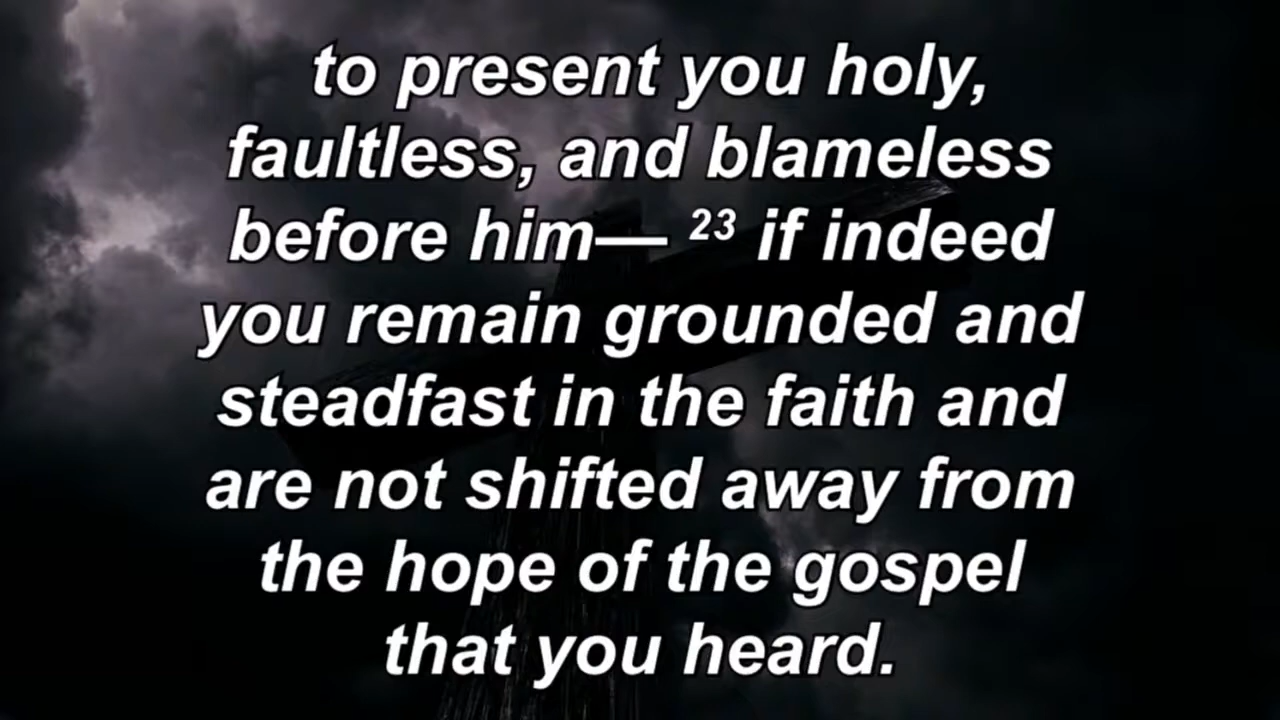 to present you holy,
faultless, and blameless
before him— ²³ if indeed
you remain grounded and
steadfast in the faith and
are not shifted away from
the hope of the gospel
that you heard.